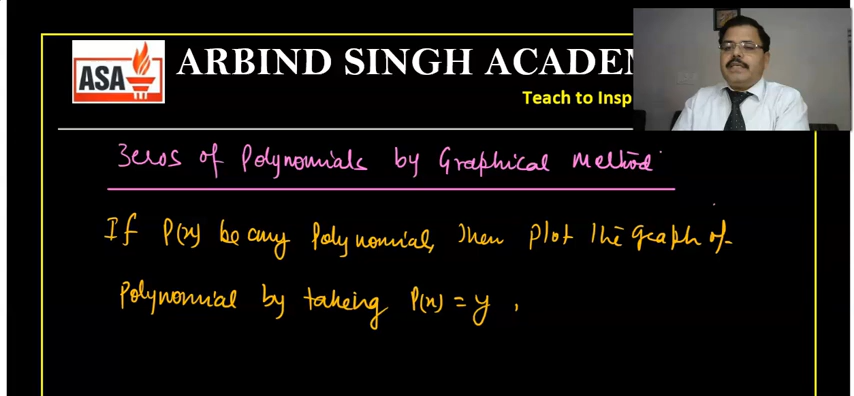 ASA
ARBIND SINGH ACADEM
Teach to Insp
Zeros of Polynomials by Graphical Method
If P(x) be any Polynomial, Then plot the graph of
Polynomial by taking P(x) = y ,